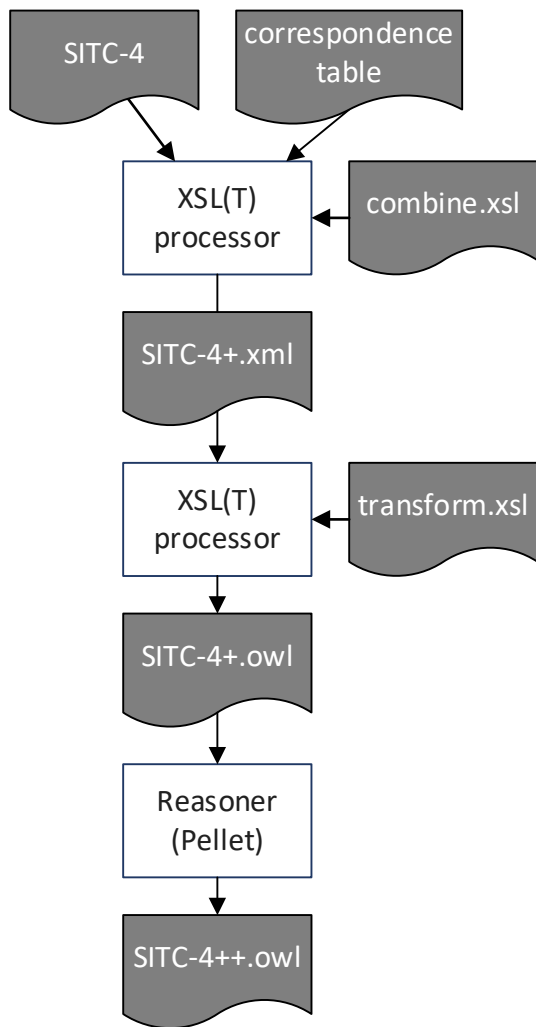 SITC-4
correspondence
table
XSL(T)
processor
combine.xsl
SITC-4+.xml
XSL(T)
processor
transform.xsl
SITC-4+.owl
Reasoner
(Pellet)
SITC-4++.owl